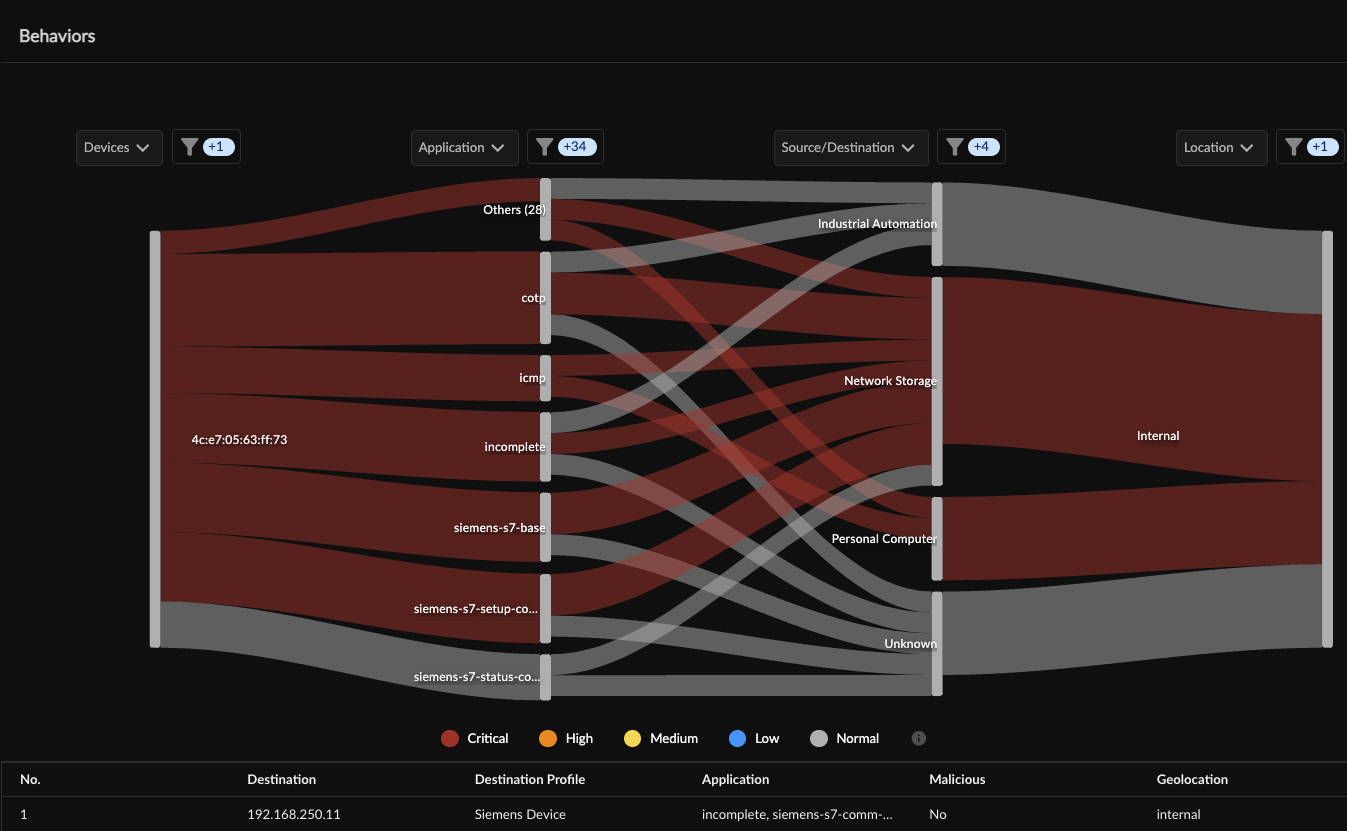 Behaviors
Devices +1 Application +34 Source/Destination +4 Location +1
Others (28)
Industrial Automation
cotp
icmp
Network Storage
4c:e7:05:63:ff:73
Internal
incomplete
siemens-s7-base
Personal Computer
siemens-s7-setup-co...
Unknown
siemens-s7-status-co...
Critical High Medium Low Normal
No. Destination Destination Profile Application Malicious Geolocation
1 192.168.250.11 Siemens Device incomplete, siemens-s7-comm-... No internal